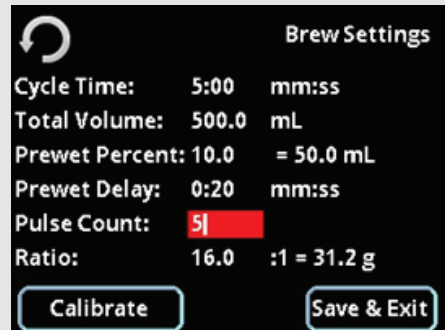 Brew Settings
Cycle Time: 5:00 mm:ss
Total Volume: 500.0 mL
Prewet Percent: 10.0 = 50.0 mL
Prewet Delay: 0:20 mm:ss
Pulse Count: 5
Ratio: 16.0 :1 = 31.2 g
Calibrate Save & Exit